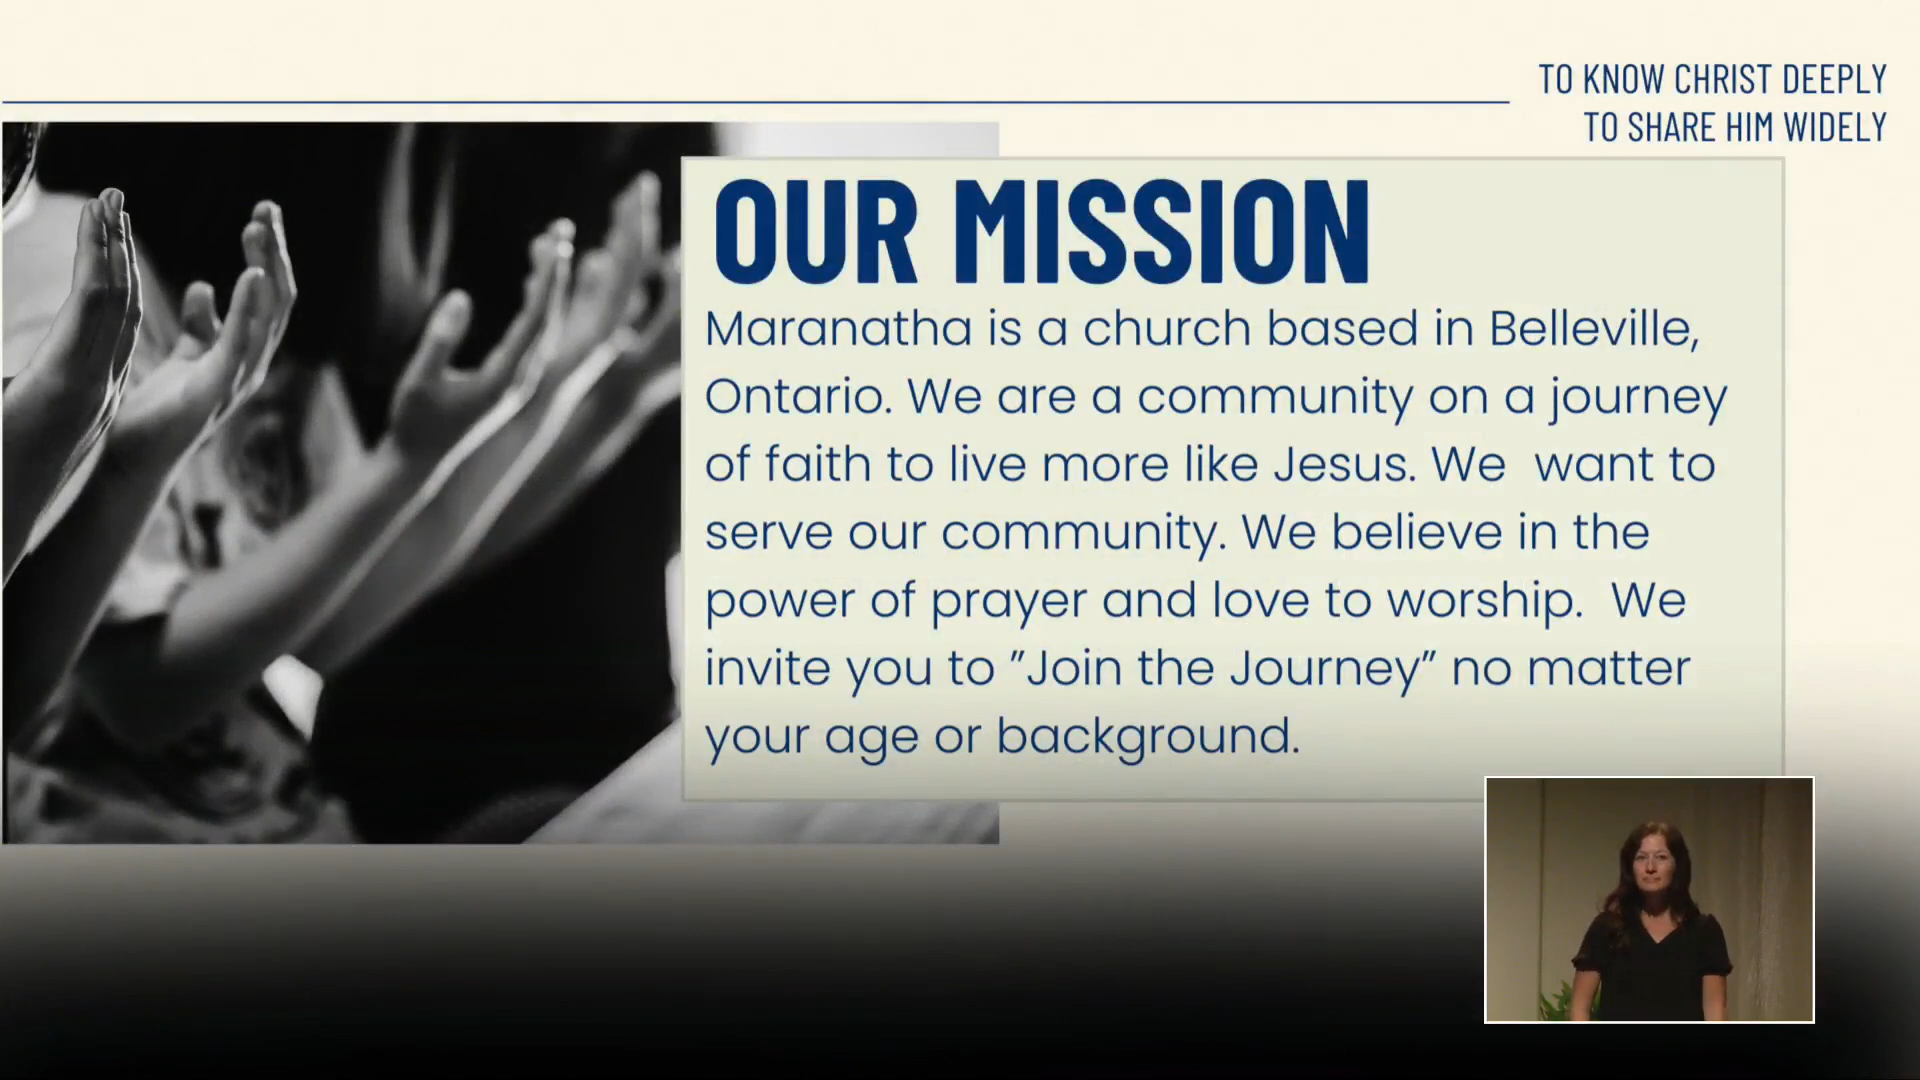 TO KNOW CHRIST DEEPLY
TO SHARE HIM WIDELY
OUR MISSION
Maranatha is a church based in Belleville,
Ontario. We are a community on a journey
of faith to live more like Jesus. We  want to
serve our community. We believe in the
power of prayer and love to worship.  We
invite you to "Join the Journey" no matter
your age or background.